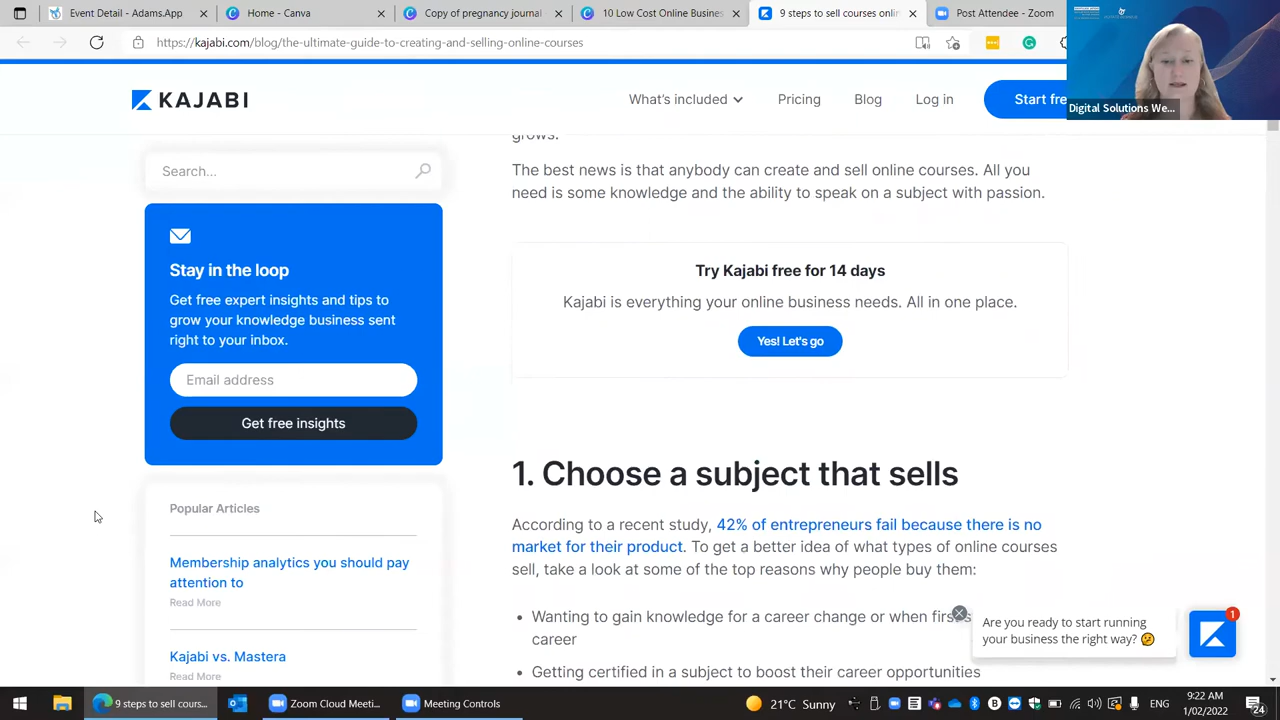 Event Detail - Adams.App
Home - Canva
Copy of pregnancy journal
10 Low Cost Online Busines
9 steps to sell courses onlin
Post Attendee - Zoom
https://kajabi.com/blog/the-ultimate-guide-to-creating-and-selling-online-courses
Digital Solutions We...
KAJABI
What's included
Pricing
Blog
Log in
Start fre
grows.
Search...
The best news is that anybody can create and sell online courses. All you
need is some knowledge and the ability to speak on a subject with passion.
Stay in the loop
Get free expert insights and tips to
grow your knowledge business sent
right to your inbox.
Email address
Get free insights
Try Kajabi free for 14 days
Kajabi is everything your online business needs. All in one place.
Yes! Let's go
Popular Articles
Membership analytics you should pay
attention to
Read More
Kajabi vs. Mastera
Read More
1. Choose a subject that sells
According to a recent study, 42% of entrepreneurs fail because there is no
market for their product. To get a better idea of what types of online courses
sell, take a look at some of the top reasons why people buy them:
Wanting to gain knowledge for a career change or when firs
career
Getting certified in a subject to boost their career opportunities
Are you ready to start running
your business the right way?
1
9 steps to sell cours...
Zoom Cloud Meeti...
Meeting Controls
21°C Sunny
ENG
9:22 AM
1/02/2022
24